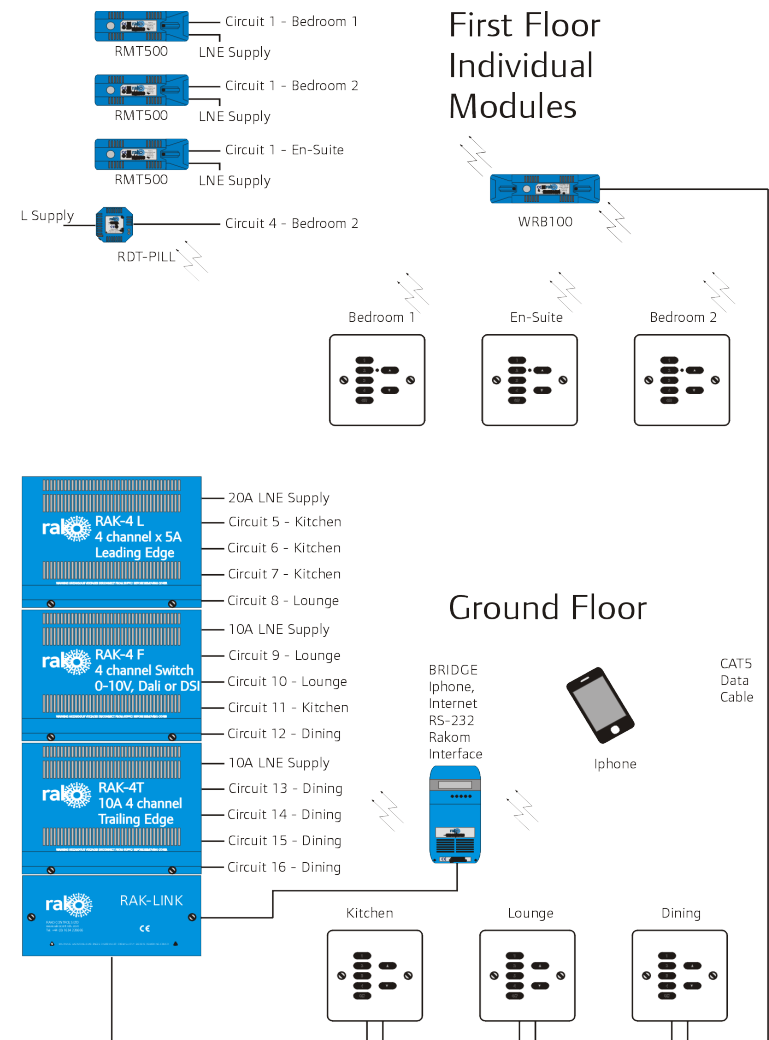 First Floor
Individual
Modules
Circuit 1 - Bedroom 1
RMT500
LNE Supply
Circuit 1 - Bedroom 2
RMT500
LNE Supply
Circuit 1 - En-Suite
RMT500
LNE Supply
L Supply
Circuit 4 - Bedroom 2
RDT-PILL
WRB100
Bedroom 1
En-Suite
Bedroom 2
20A LNE Supply
rako
RAK-4 L
4 channel x 5A
Leading Edge
Circuit 5 - Kitchen
Circuit 6 - Kitchen
Circuit 7 - Kitchen
Circuit 8 - Lounge
10A LNE Supply
rako
RAK-4 F
4 channel Switch
0-10V, Dali or DSI
Circuit 9 - Lounge
Circuit 10 - Lounge
Circuit 11 - Kitchen
Circuit 12 - Dining
10A LNE Supply
rako
RAK-4T
10A 4 channel
Trailing Edge
Circuit 13 - Dining
Circuit 14 - Dining
Circuit 15 - Dining
Circuit 16 - Dining
rako
RAK-LINK
CE
Ground Floor
BRIDGE
Iphone,
Internet
RS-232
Rakom
Interface
Iphone
CAT5
Data
Cable
Kitchen
Lounge
Dining